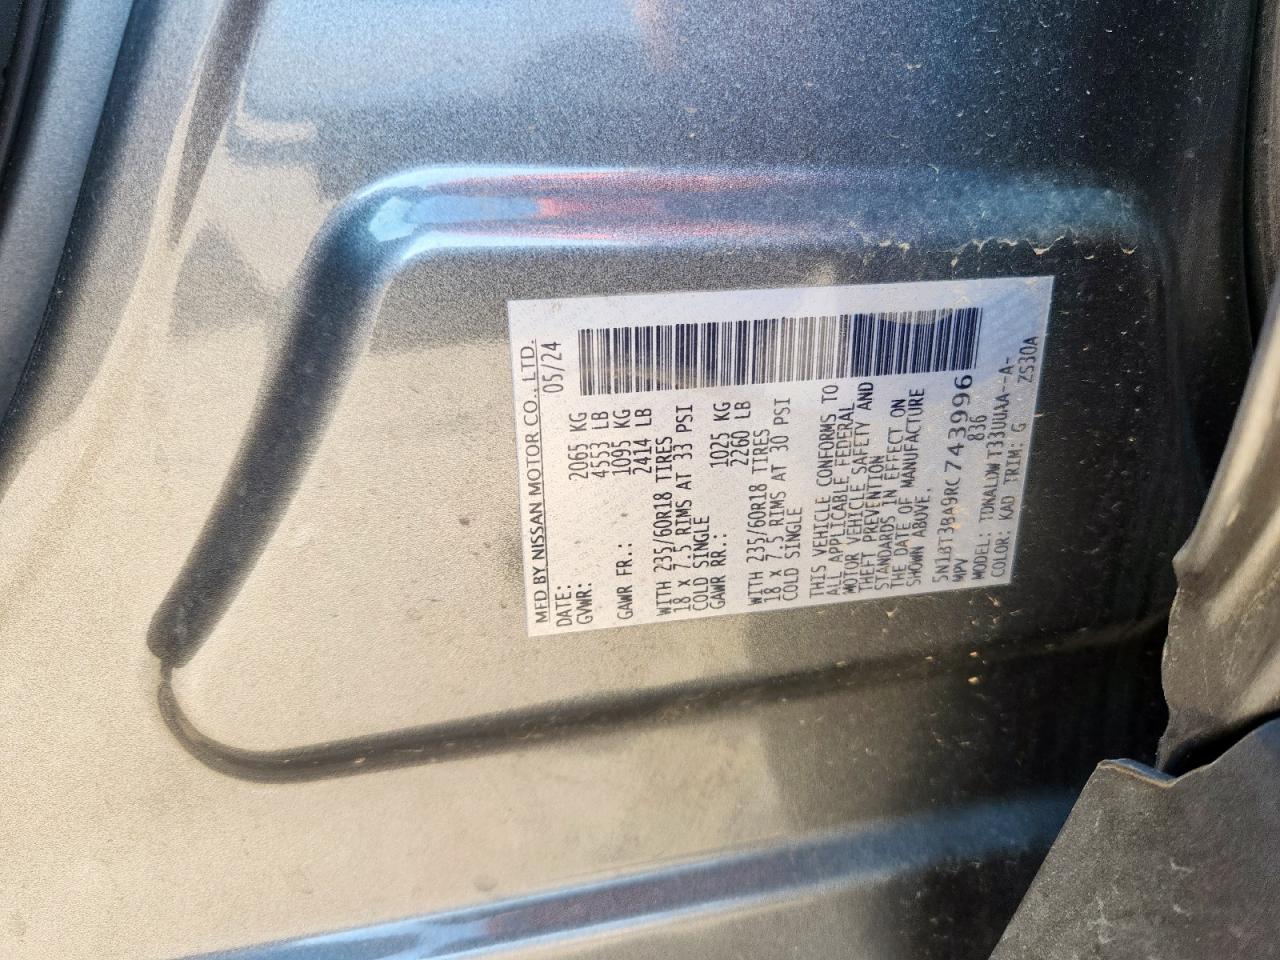 MFD. BY NISSAN MOTOR CO., LTD.
DATE: 05/24
GVWR: 2065 KG
4553 LB
GAWR FR.: 1095 KG
2414 LB
WITH 235/60R18 TIRES
18 X 7.5 RIMS AT 33 PSI
COLD SINGLE
GAWR RR.: 1025 KG
2260 LB
WITH 235/60R18 TIRES
18 X 7.5 RIMS AT 30 PSI
COLD SINGLE
THIS VEHICLE CONFORMS TO
ALL APPLICABLE FEDERAL
MOTOR VEHICLE SAFETY AND
THEFT PREVENTION
STANDARDS IN EFFECT ON
THE DATE OF MANUFACTURE
SHOWN ABOVE.
5N1BT3BA9RC743996
MPV 836
MODEL: TDNALDWT33UUAA--A-
COLOR: KAD TRIM: G ZS30A